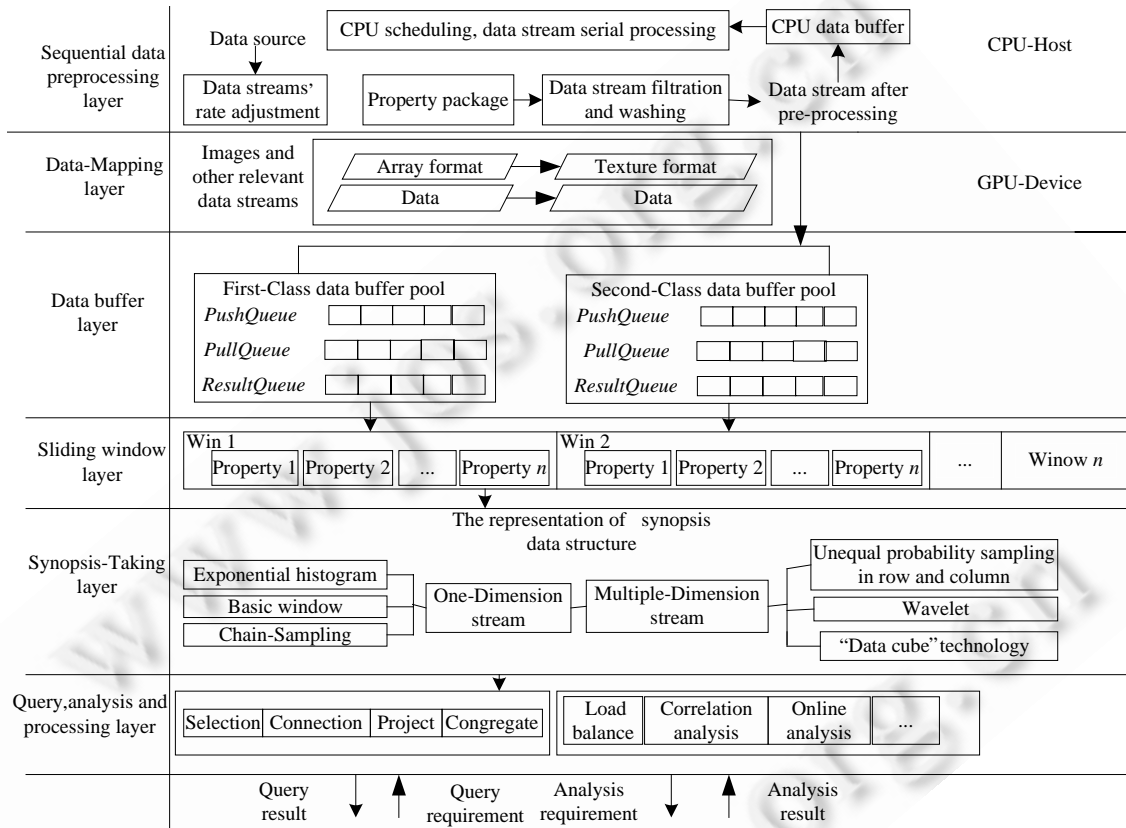 Sequential data
preprocessing
layer
Data source
Data streams'
rate adjustment
CPU scheduling, data stream serial processing
CPU data buffer
Property package
Data stream filtration
and washing
Data stream after
pre-processing
CPU-Host
Data-Mapping
layer
Images and
other relevant
data streams
Array format
Texture format
Data
Data
GPU-Device
Data buffer
layer
First-Class data buffer pool
PushQueue
PullQueue
ResultQueue
Second-Class data buffer pool
PushQueue
PullQueue
ResultQueue
Sliding window
layer
Win 1
Property 1
Property 2
...
Property n
Win 2
Property 1
Property 2
...
Property n
...
Winow n
Synopsis-Taking
layer
The representation of synopsis
data structure
Exponential histogram
Basic window
Chain-Sampling
One-Dimension
stream
Multiple-Dimension
stream
Unequal probability sampling
in row and column
Wavelet
“Data cube” technology
Query,analysis and
processing layer
Selection
Connection
Project
Congregate
Load
balance
Correlation
analysis
Online
analysis
...
Query
result
Query
requirement
Analysis
requirement
Analysis
result
www.jos.org.cn
org.cn